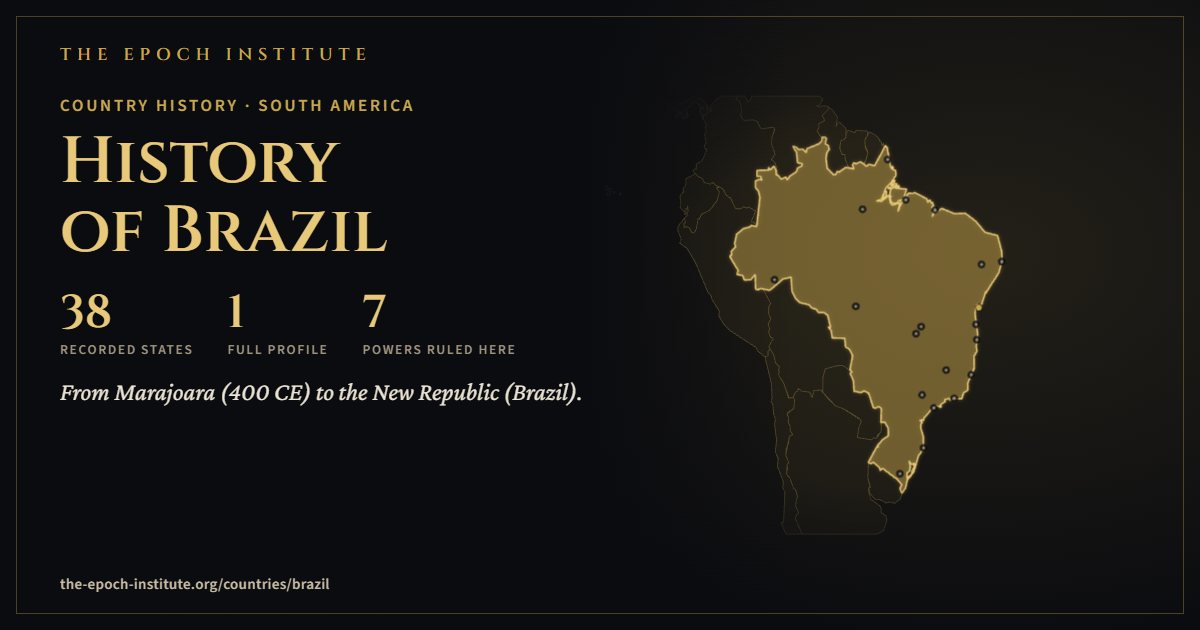 THE EPOCH INSTITUTE
COUNTRY HISTORY · SOUTH AMERICA
History
of Brazil
38
1
7
RECORDED STATES
FULL PROFILE
POWERS RULED HERE
From Marajoara (400 CE) to the New Republic (Brazil).
the-epoch-institute.org/countries/brazil